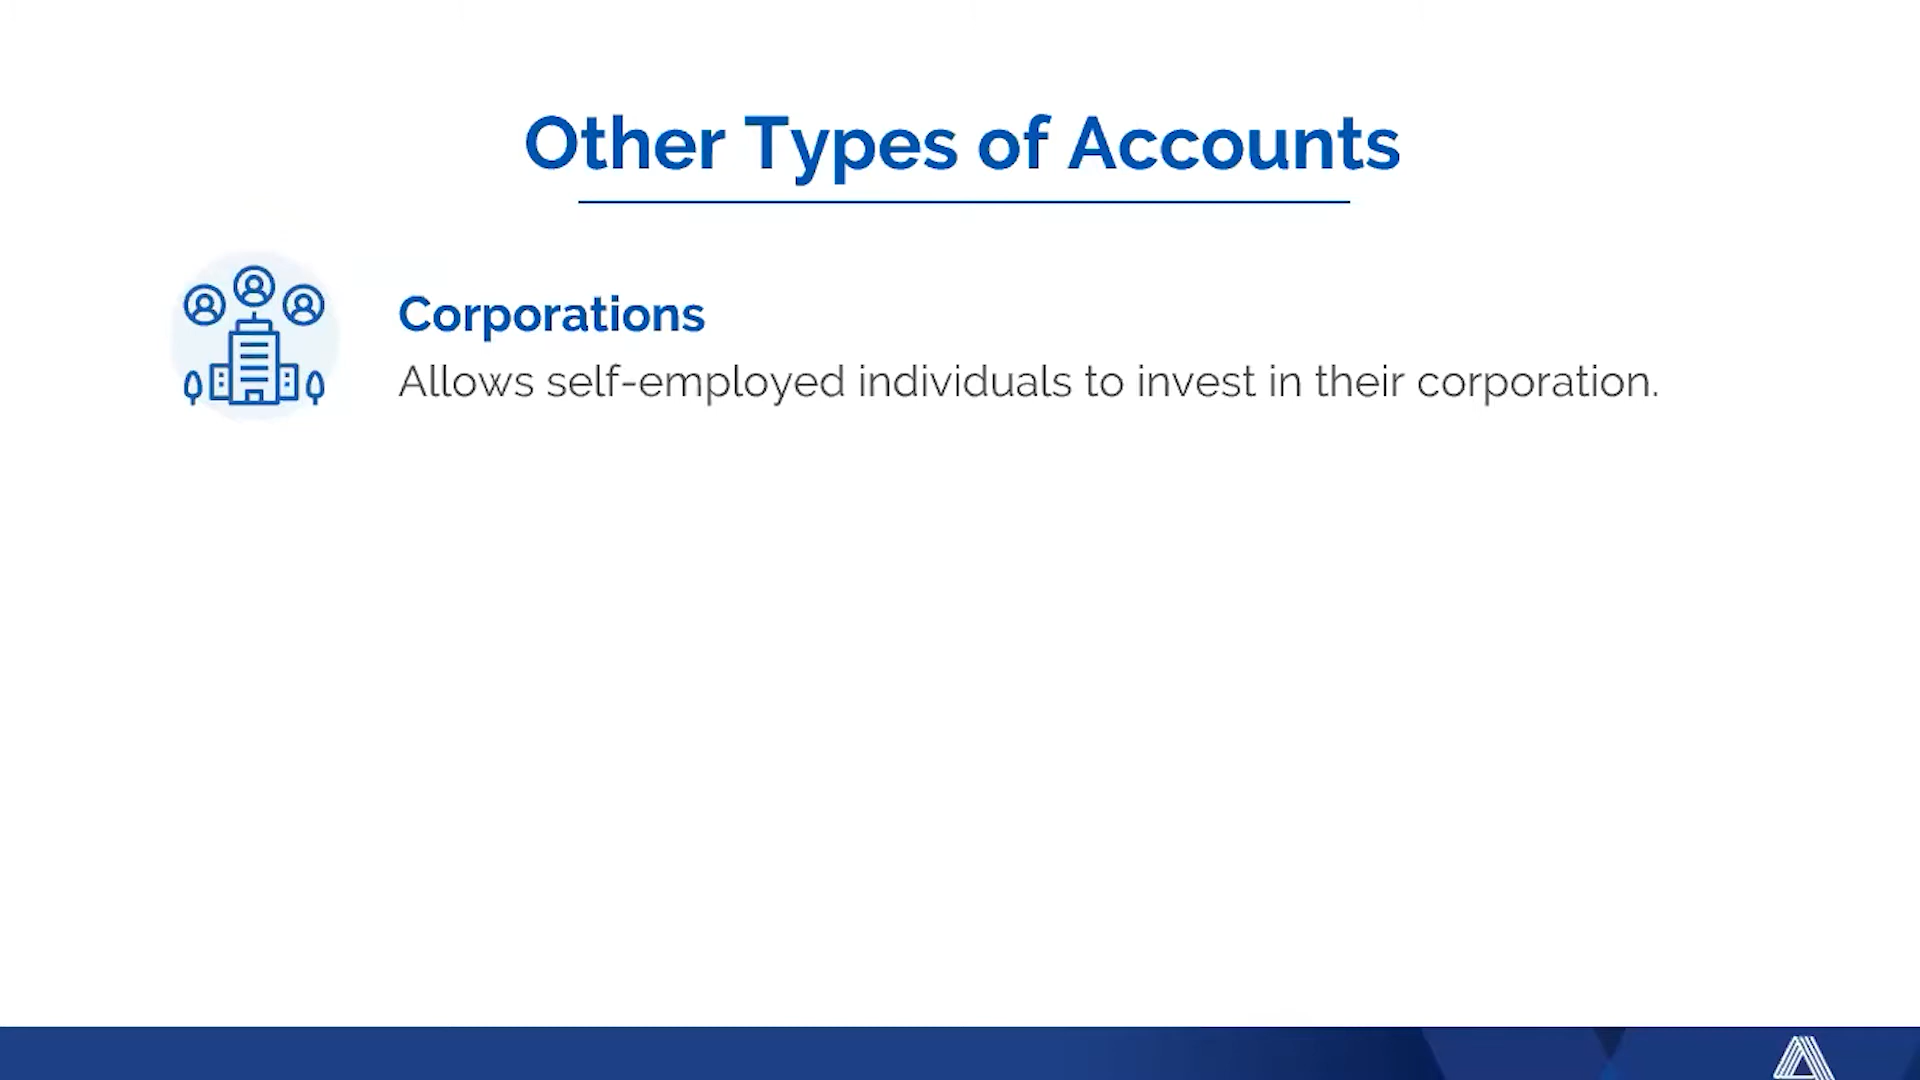 Other Types of Accounts
Corporations
Allows self-employed individuals to invest in their corporation.